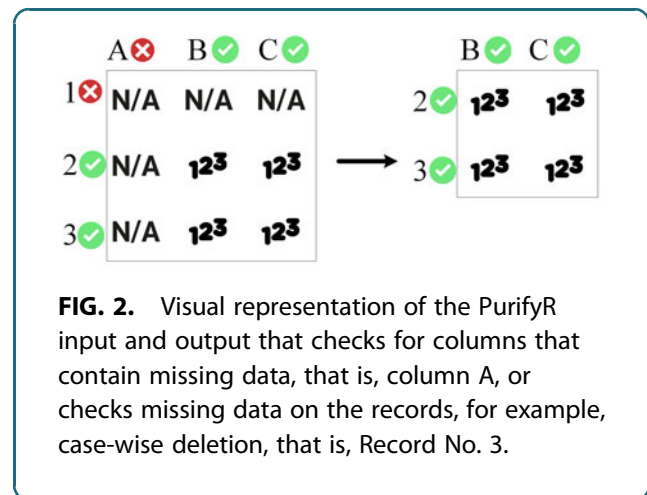 A B C
1 N/A N/A N/A
2 N/A 123 123
3 N/A 123 123
B C
2 123 123
3 123 123
FIG. 2. Visual representation of the PurifyR
input and output that checks for columns that
contain missing data, that is, column A, or
checks missing data on the records, for example,
case-wise deletion, that is, Record No. 3.